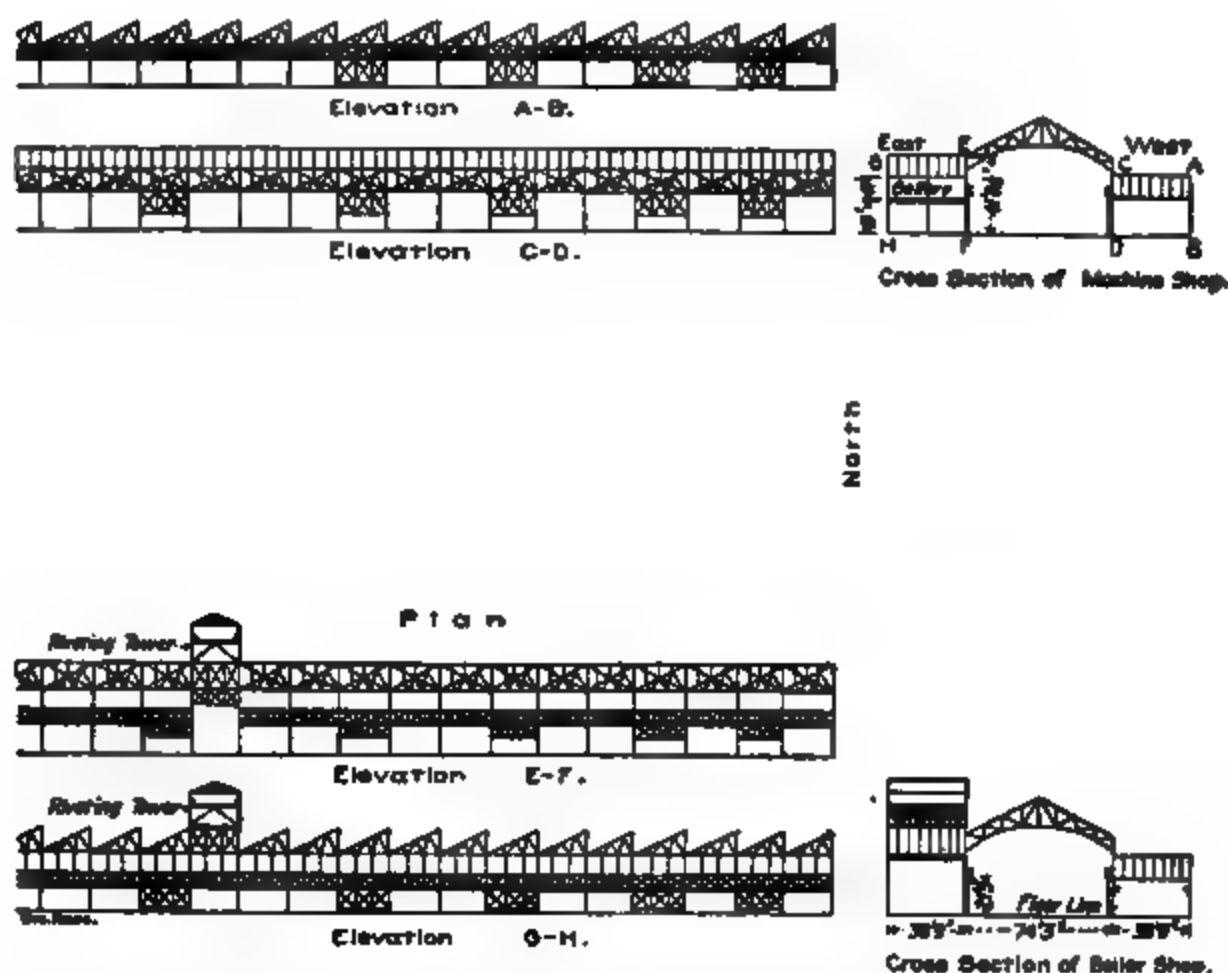 Elevation A-B.
East E West
C A
Gallery
H F D B
Elevation C-D.
Cross Section of Machine Shop.
North
Plan
Riveting Tower
Elevation E-F.
Riveting Tower
Floor Line
Elevation G-H.
Cross Section of Boiler Shop.